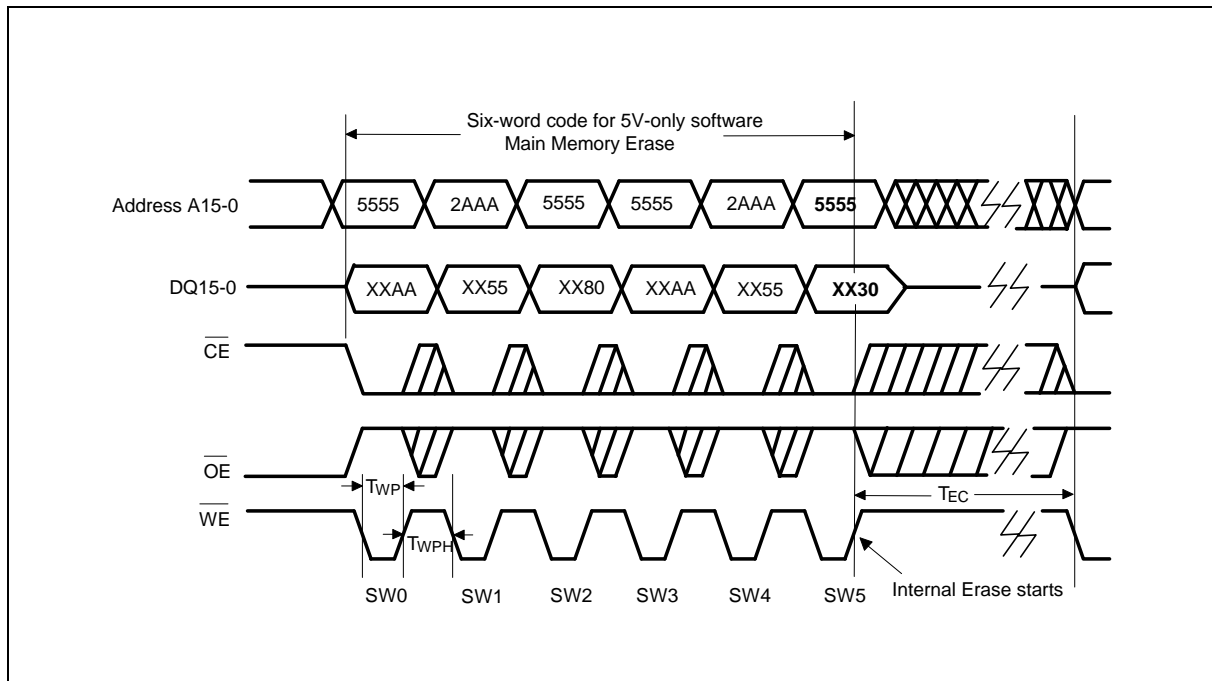 Six-word code for 5V-only software
Main Memory Erase
Address A15-0
5555 2AAA 5555 5555 2AAA 5555
DQ15-0
XXAA XX55 XX80 XXAA XX55 XX30
CE
OE
TWP
TEC
WE
TWPH
SW0 SW1 SW2 SW3 SW4 SW5
Internal Erase starts